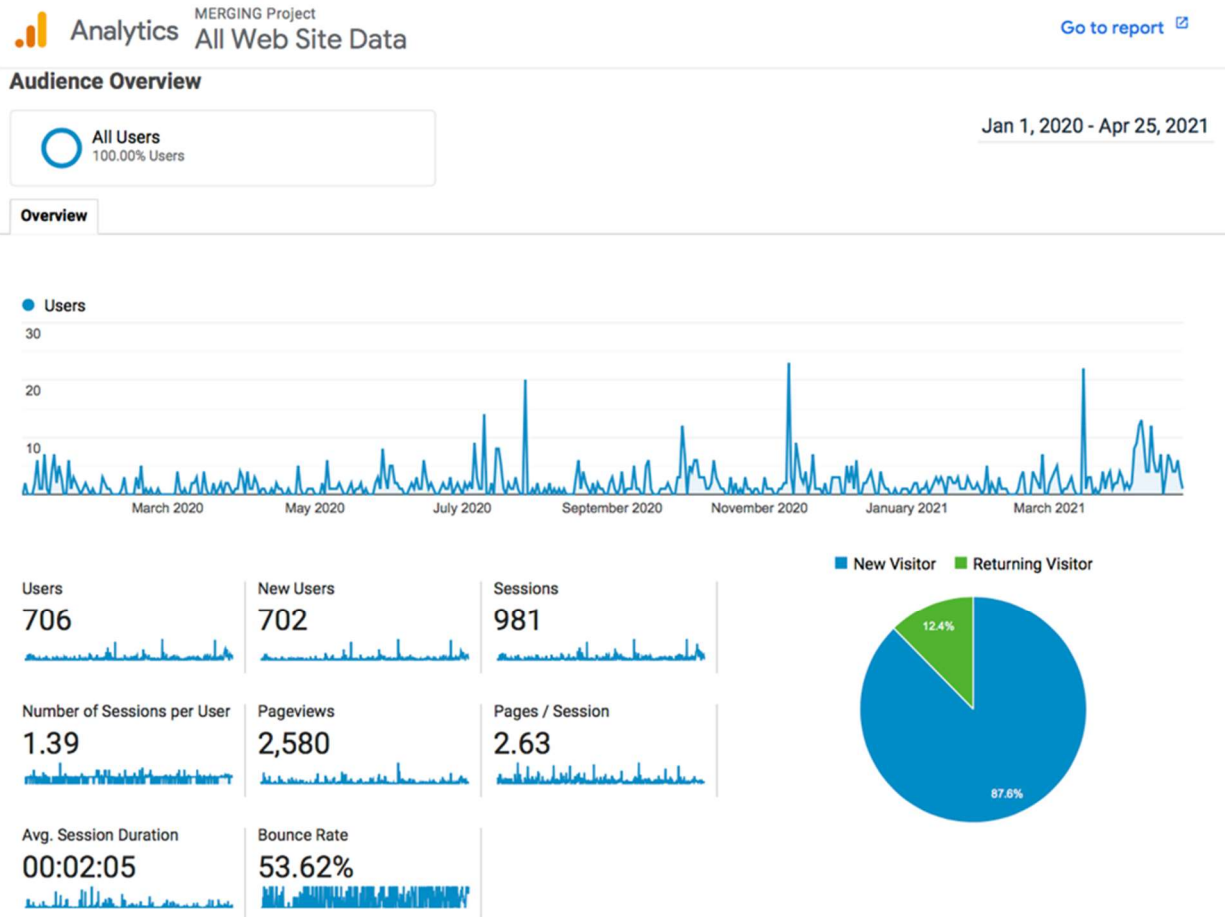 MERGING Project
Analytics
All Web Site Data
Go to report
Audience Overview
All Users
100.00% Users
Jan 1, 2020 - Apr 25, 2021
Overview
Users
30
20
10
March 2020
May 2020
July 2020
September 2020
November 2020
January 2021
March 2021
New Visitor
Returning Visitor
Users
706
New Users
702
Sessions
981
Number of Sessions per User
1.39
Pageviews
2,580
Pages / Session
2.63
Avg. Session Duration
00:02:05
Bounce Rate
53.62%
12.4%
87.6%